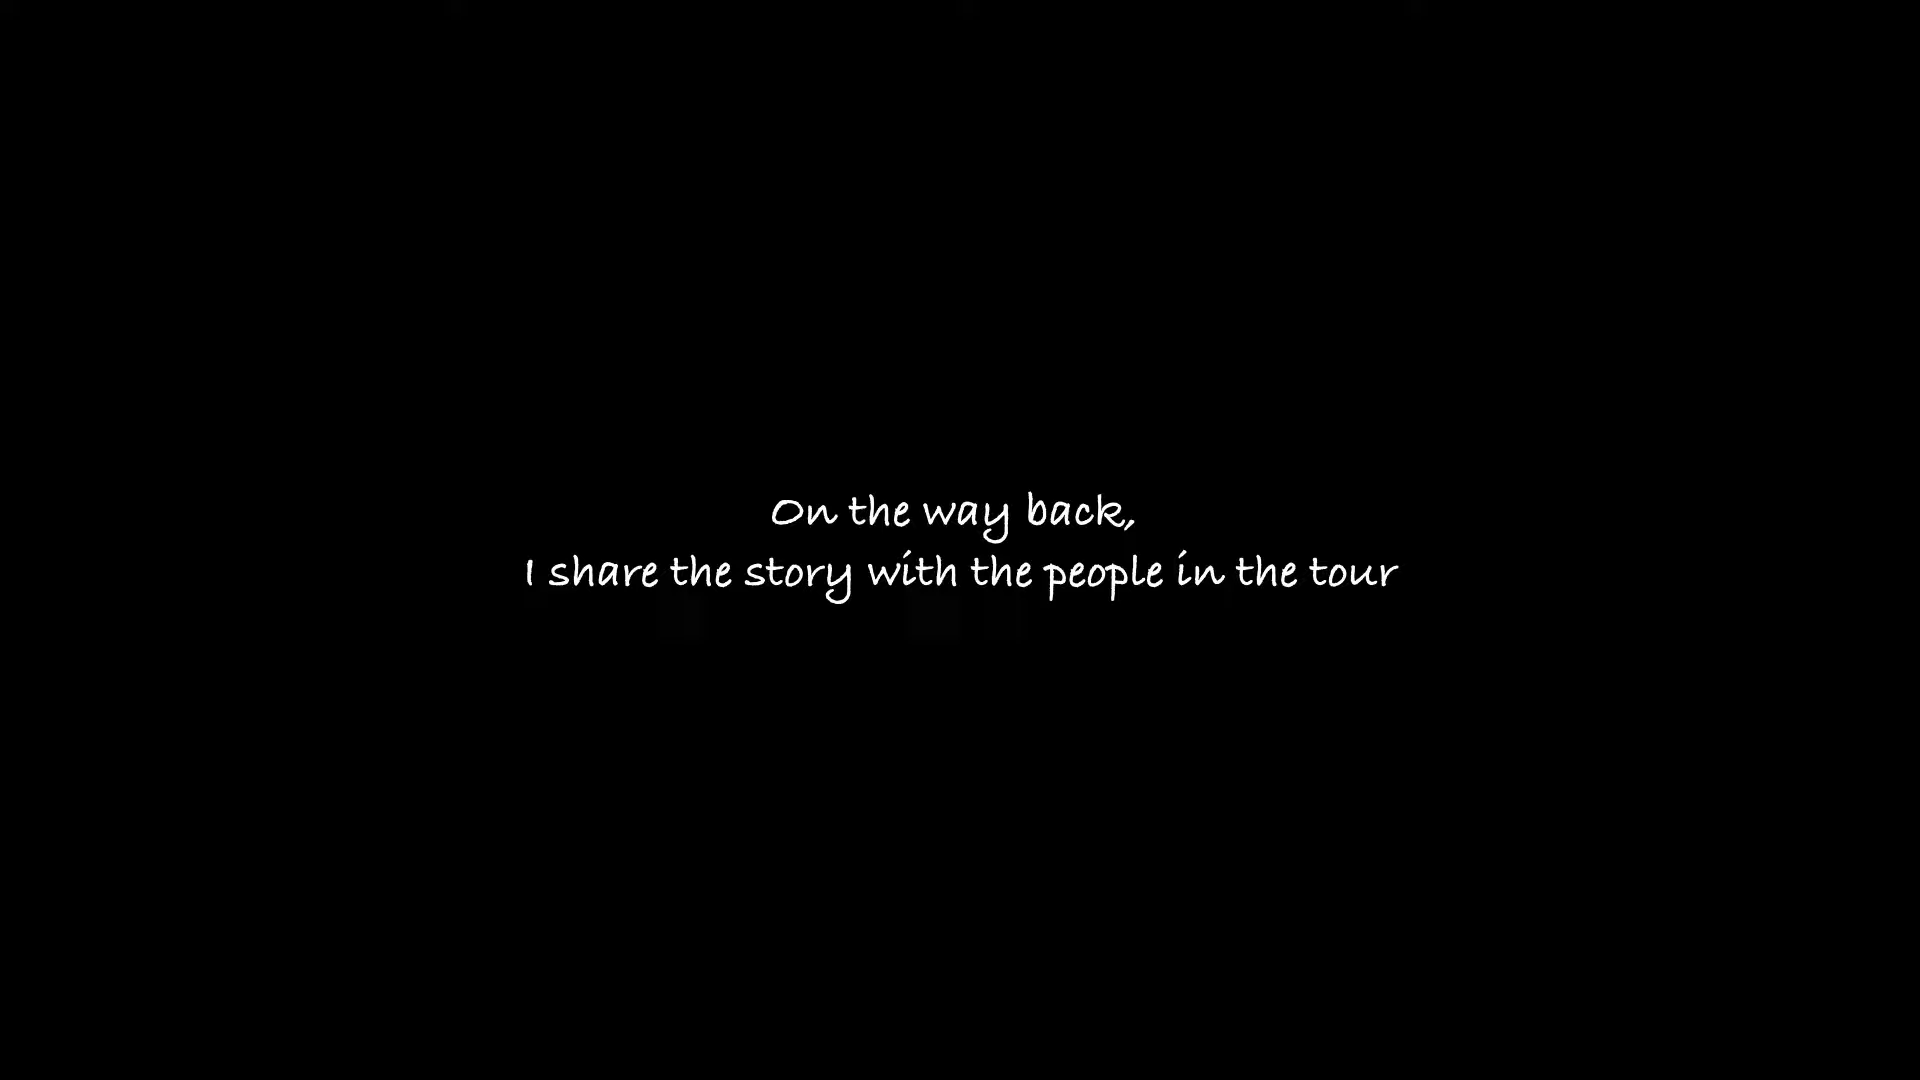 On the way back,
I share the story with the people in the tour